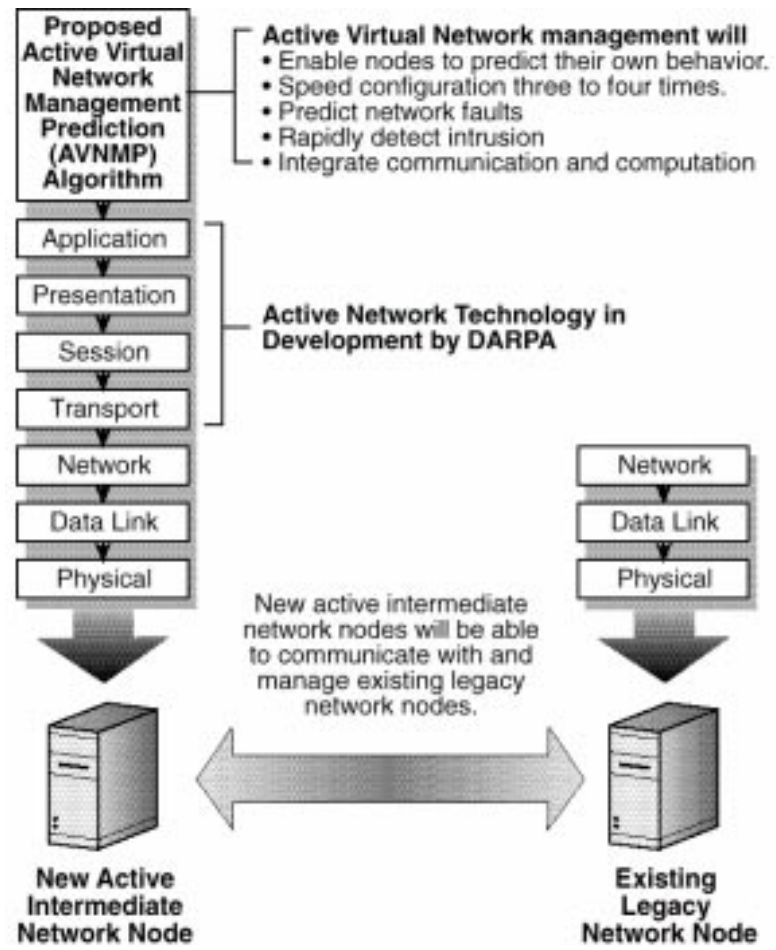 Proposed
Active Virtual
Network
Management
Prediction
(AVNMP)
Algorithm
Active Virtual Network management will
• Enable nodes to predict their own behavior.
• Speed configuration three to four times.
• Predict network faults
• Rapidly detect intrusion
• Integrate communication and computation
Application
Presentation
Session
Transport
Network
Data Link
Physical
Active Network Technology in
Development by DARPA
Network
Data Link
Physical
New active intermediate
network nodes will be able
to communicate with and
manage existing legacy
network nodes.
New Active
Intermediate
Network Node
Existing
Legacy
Network Node